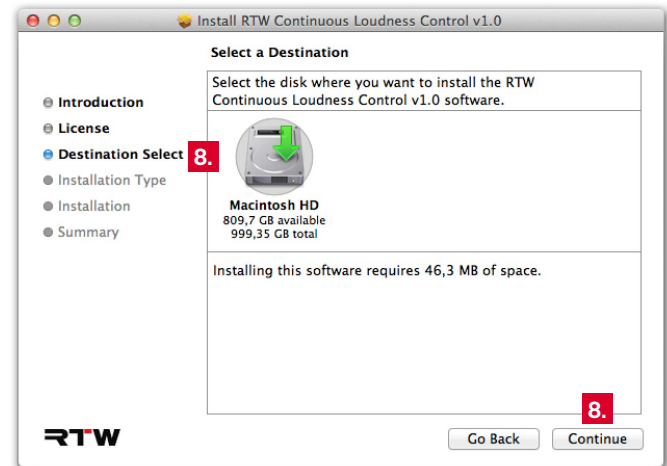 Install RTW Continuous Loudness Control v1.0
Select a Destination
Introduction
License
Destination Select
Installation Type
Installation
Summary
8.
Select the disk where you want to install the RTW
Continuous Loudness Control v1.0 software.
Macintosh HD
809,7 GB available
999,35 GB total
Installing this software requires 46,3 MB of space.
8.
RTW
Go Back
Continue